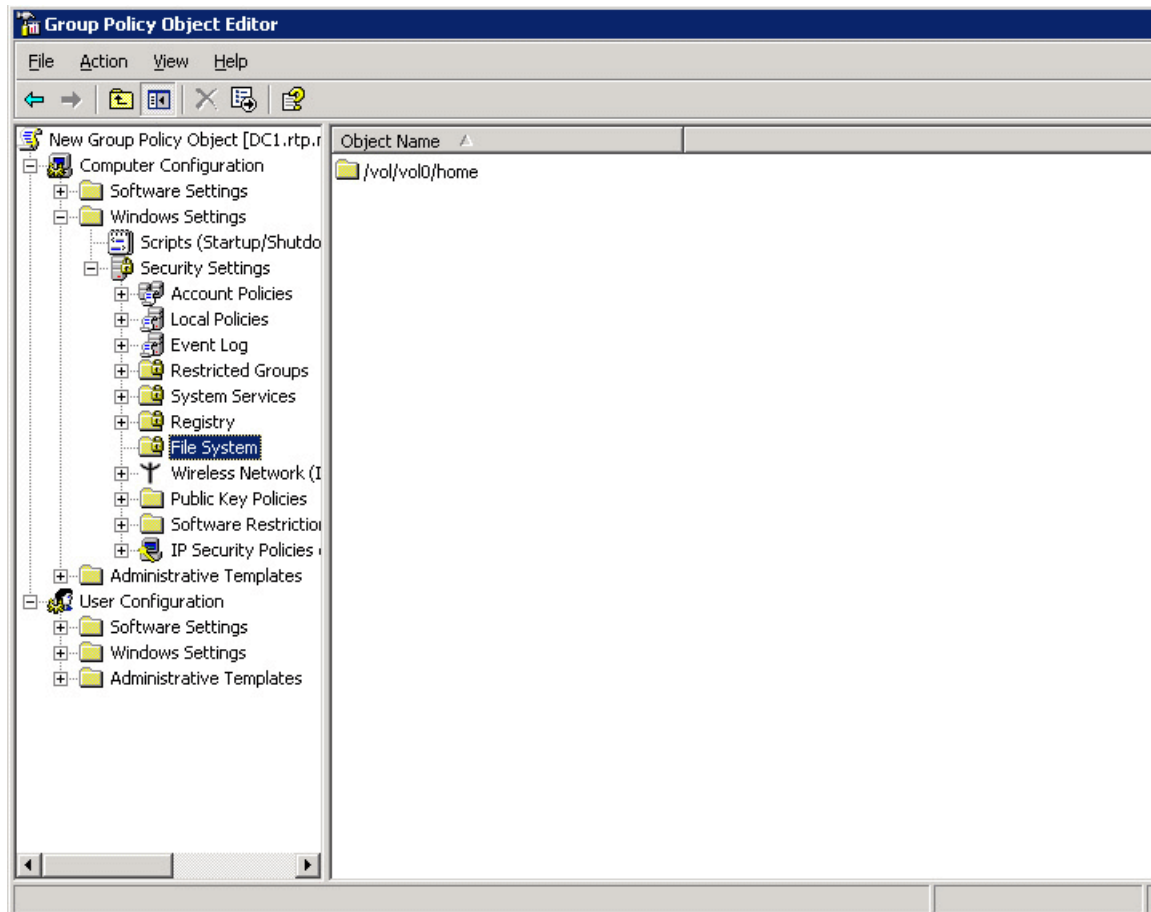 Group Policy Object Editor
File Action View Help
New Group Policy Object [DC1.rtp.r
Object Name
Computer Configuration
/vol/vol0/home
Software Settings
Windows Settings
Scripts (Startup/Shutdo
Security Settings
Account Policies
Local Policies
Event Log
Restricted Groups
System Services
Registry
File System
Wireless Network (I
Public Key Policies
Software Restriction
IP Security Policies
Administrative Templates
User Configuration
Software Settings
Windows Settings
Administrative Templates